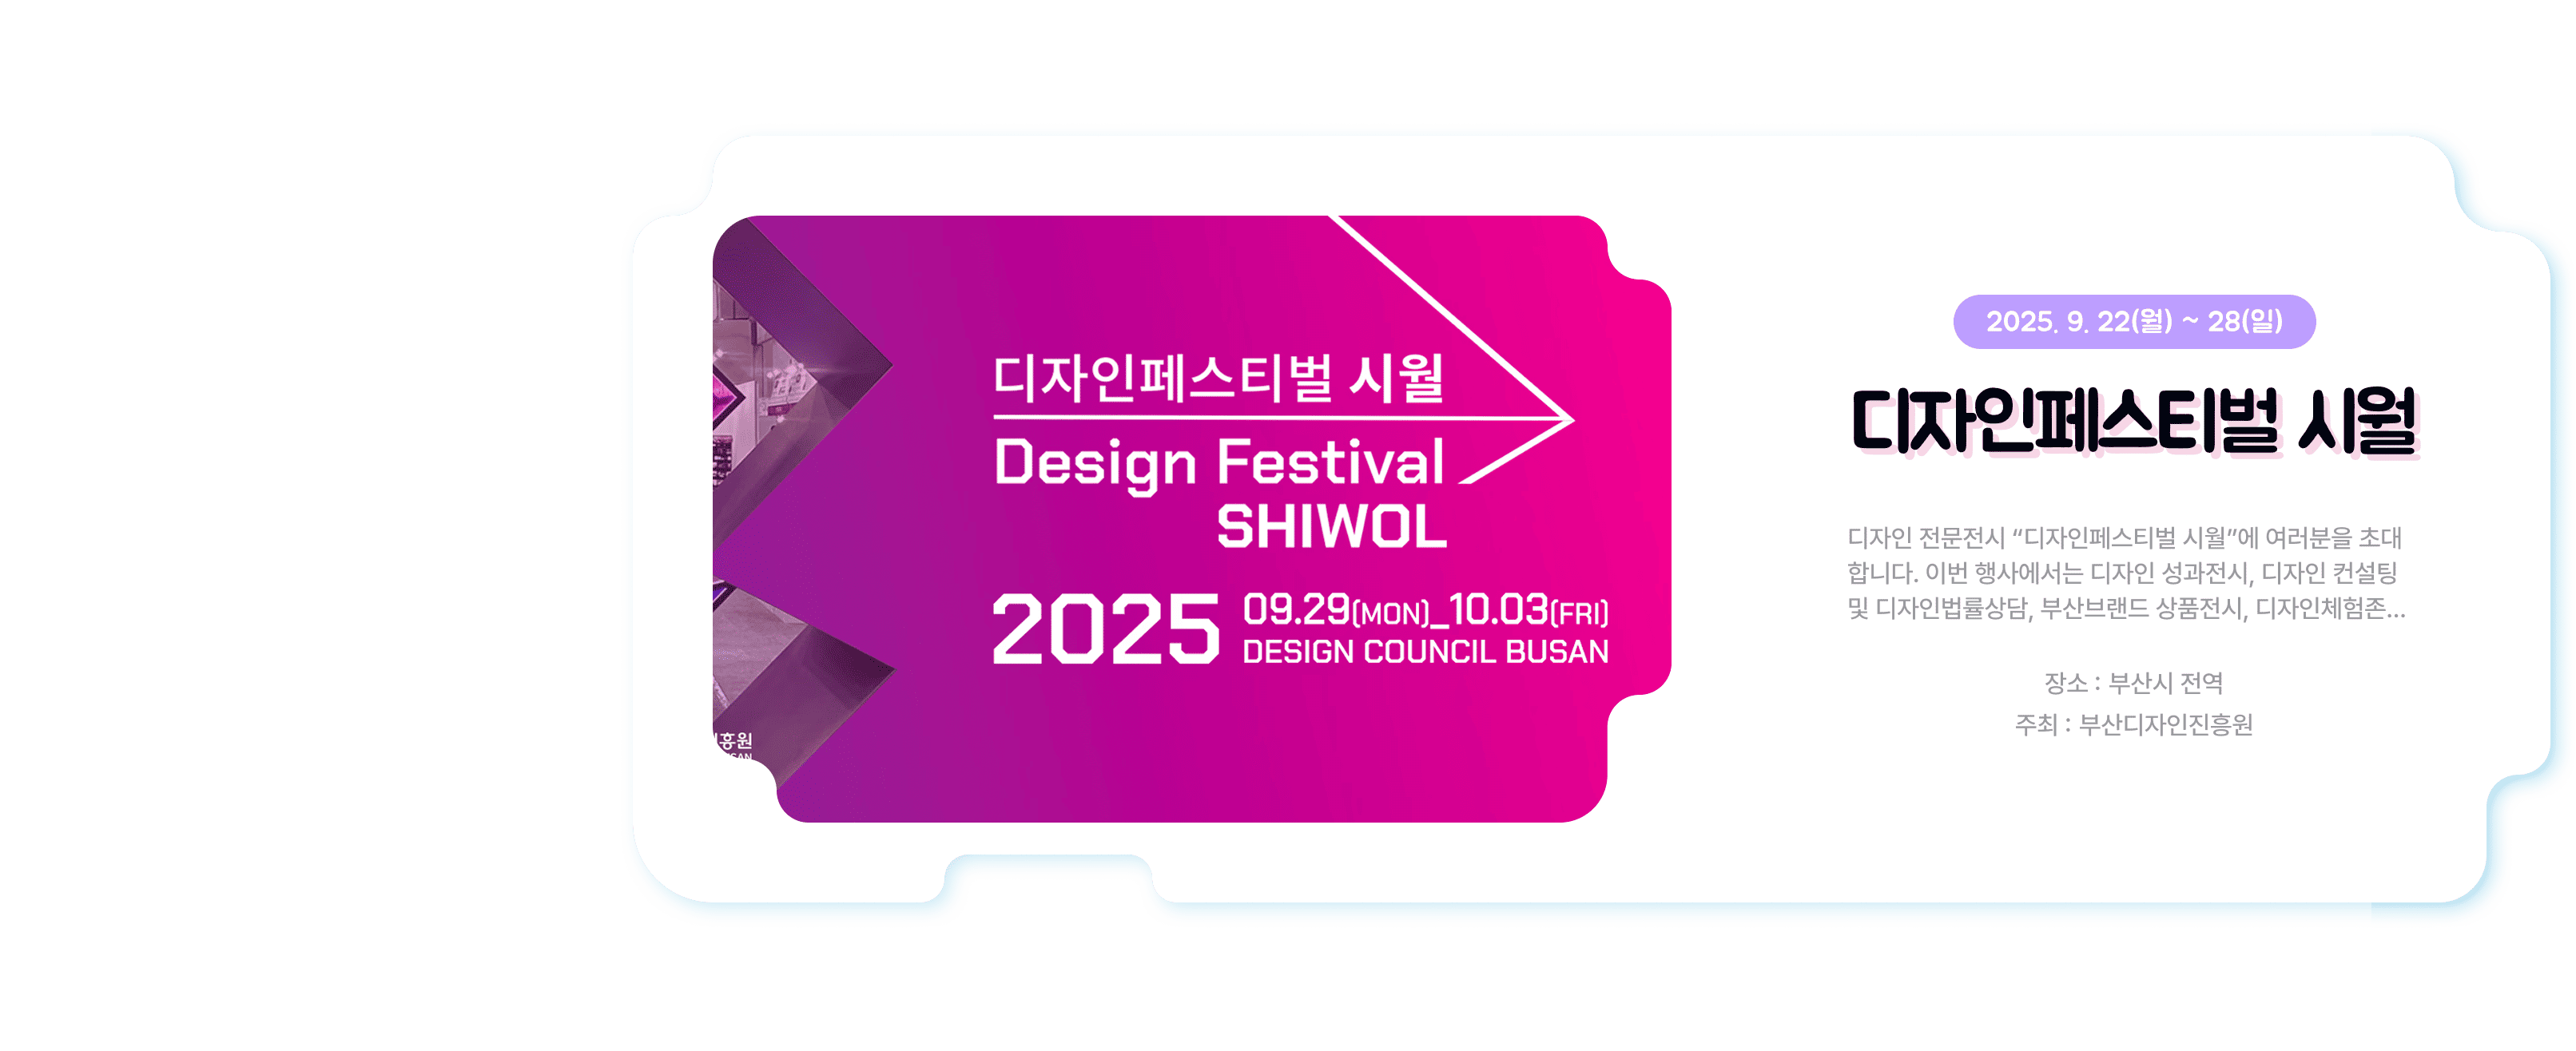 디자인페스티벌 시월
Design Festival
SHIWOL
2025 09.29(MON)_10.03(FRI)
DESIGN COUNCIL BUSAN
흥원
2025. 9. 22(월) ~ 28(일)
디자인페스티벌 시월
디자인 전문전시 “디자인페스티벌 시월”에 여러분을 초대
합니다. 이번 행사에서는 디자인 성과전시, 디자인 컨설팅
및 디자인법률상담, 부산브랜드 상품전시, 디자인체험존...
장소 : 부산시 전역
주최 : 부산디자인진흥원